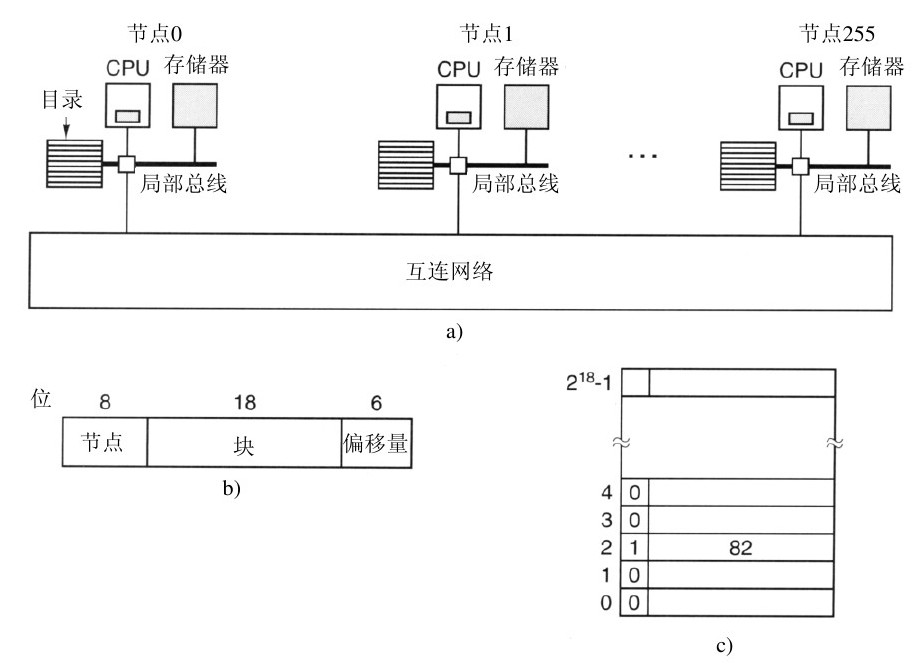 节点0 节点1 节点255
CPU 存储器 CPU 存储器 CPU 存储器
目录
...
局部总线 局部总线 局部总线
互连网络
a)
位 8 18 6
节点 块 偏移量
b)
2¹⁸-1
4 0
3 0
2 1 82
1 0
0 0
c)